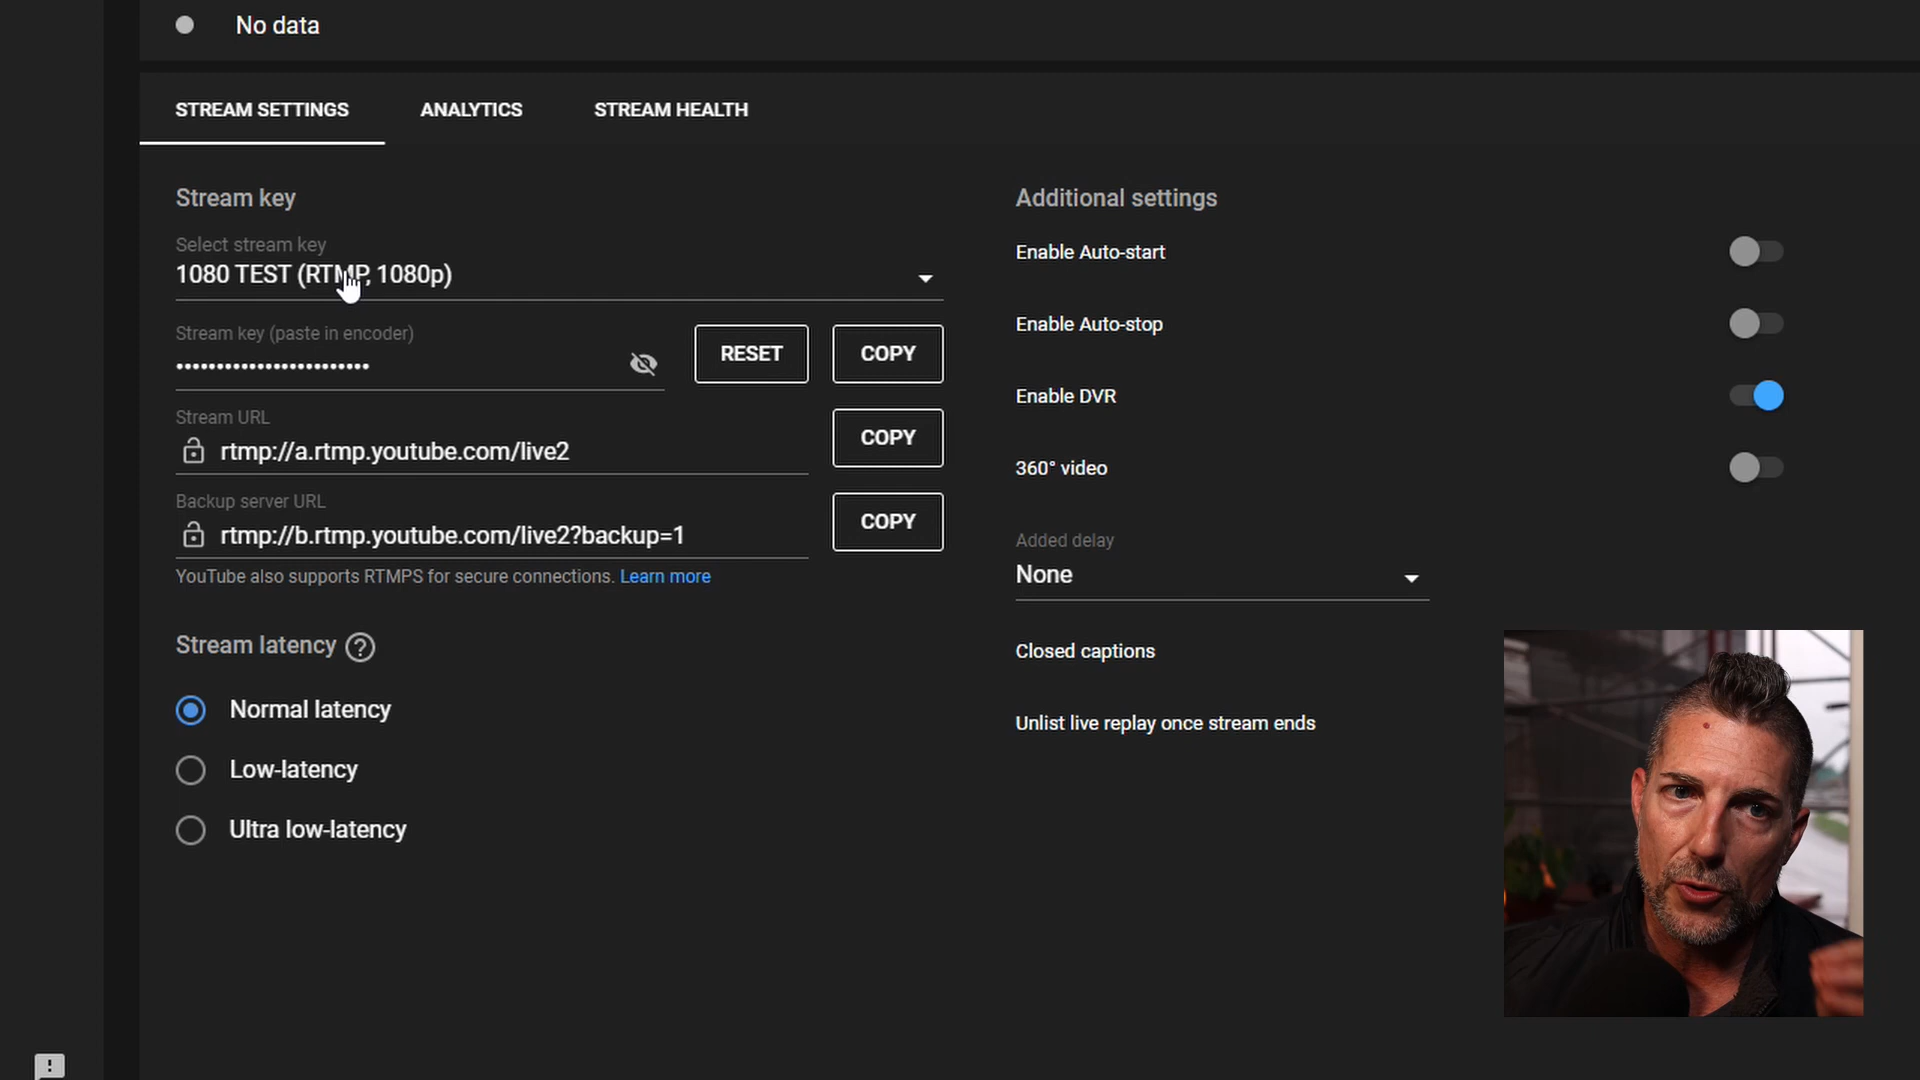 No data
STREAM SETTINGS
ANALYTICS
STREAM HEALTH
Stream key
Select stream key
1080 TEST (RTMP, 1080p)
Stream key (paste in encoder)
••••••••••••••••••••••••
RESET
COPY
Stream URL
rtmp://a.rtmp.youtube.com/live2
COPY
Backup server URL
rtmp://b.rtmp.youtube.com/live2?backup=1
COPY
YouTube also supports RTMPS for secure connections. Learn more
Stream latency ?
Normal latency
Low-latency
Ultra low-latency
Additional settings
Enable Auto-start
Enable Auto-stop
Enable DVR
360° video
Added delay
None
Closed captions
Unlist live replay once stream ends
!